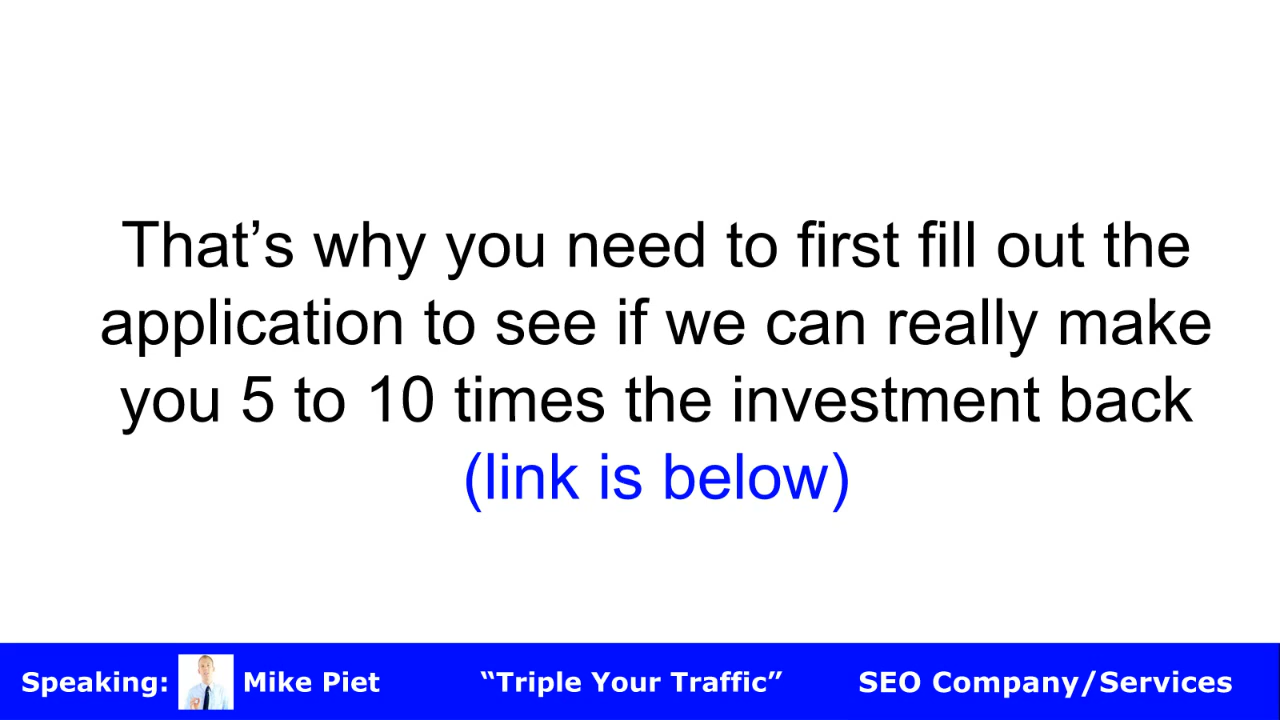 That’s why you need to first fill out the
application to see if we can really make
you 5 to 10 times the investment back
(link is below)
Speaking: Mike Piet “Triple Your Traffic” SEO Company/Services